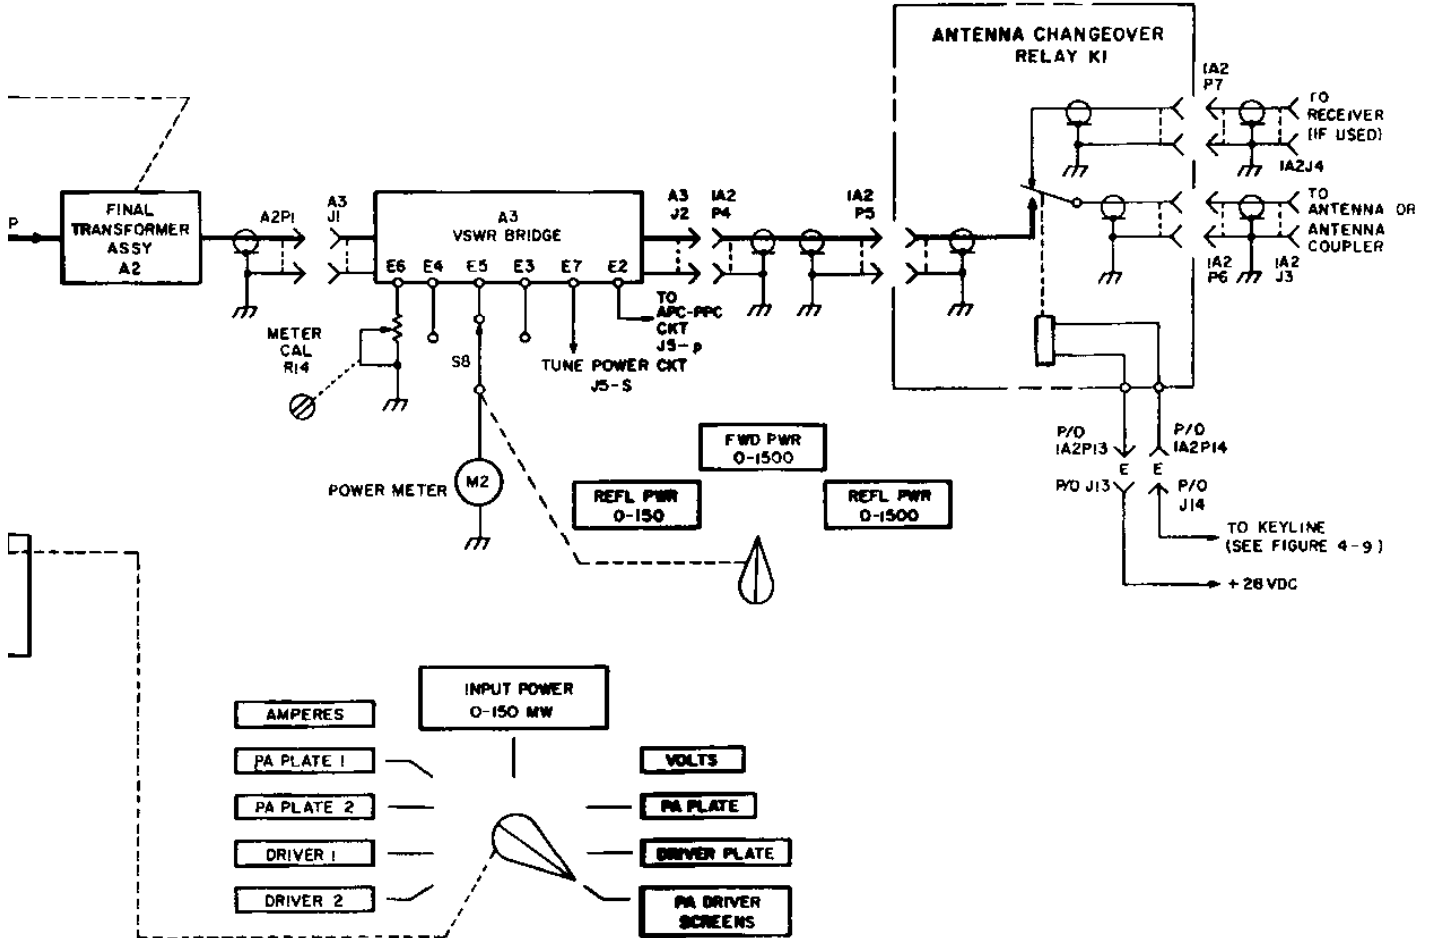 ANTENNA CHANGEOVER
RELAY K1
1A2
P7
TO
RECEIVER
(IF USED)
1A2J4
P
FINAL
TRANSFORMER
ASSY
A2
A2P1
A3
J1
A3
VSWR BRIDGE
E6 E4 E5 E3 E7 E2
A3
J2
1A2
P4
1A2
P5
TO
ANTENNA OR
ANTENNA
COUPLER
1A2
P6
1A2
J3
METER
CAL
R14
S8
TO
APC-PPC
CKT
J5-p
TUNE POWER CKT
J5-S
POWER METER
M2
FWD PWR
0-1500
REFL PWR
0-150
REFL PWR
0-1500
P/O
1A2P13
P/O
1A2P14
E E
P/O J13
P/O
J14
TO KEYLINE
(SEE FIGURE 4-9)
+28VDC
INPUT POWER
0-150 MW
AMPERES
PA PLATE 1
PA PLATE 2
DRIVER 1
DRIVER 2
VOLTS
PA PLATE
DRIVER PLATE
PA DRIVER
SCREENS